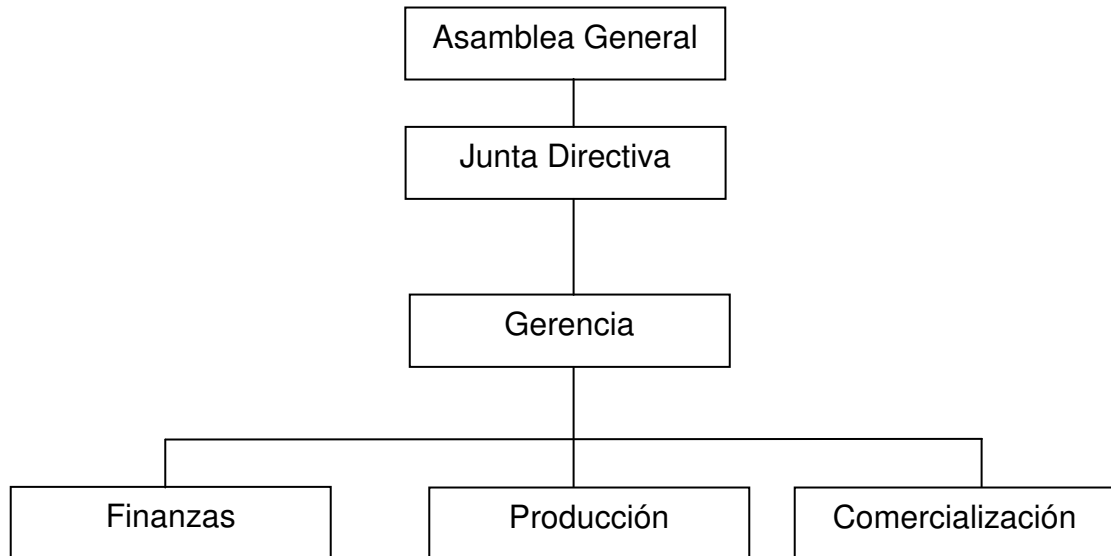 Asamblea General
Junta Directiva
Gerencia
Finanzas
Producción
Comercialización